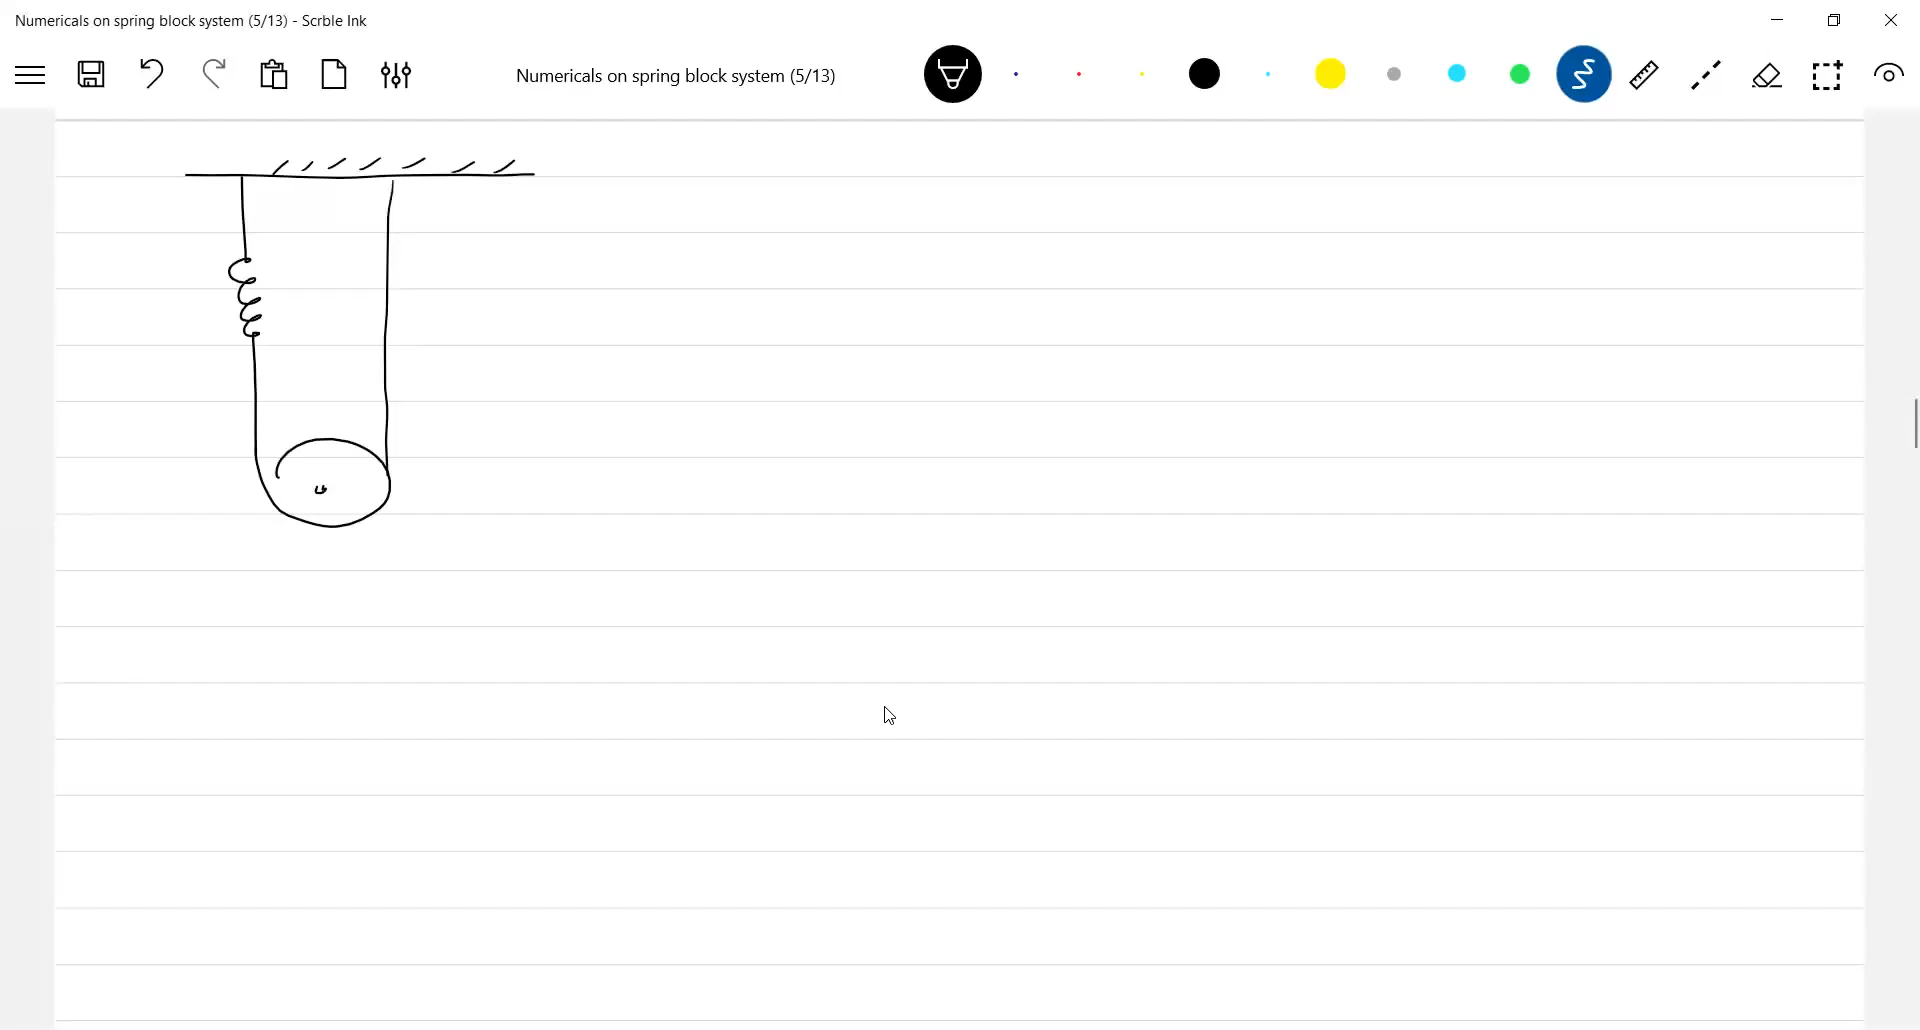 Numericals on spring block system (5/13) - Scrble Ink
Numericals on spring block system (5/13)